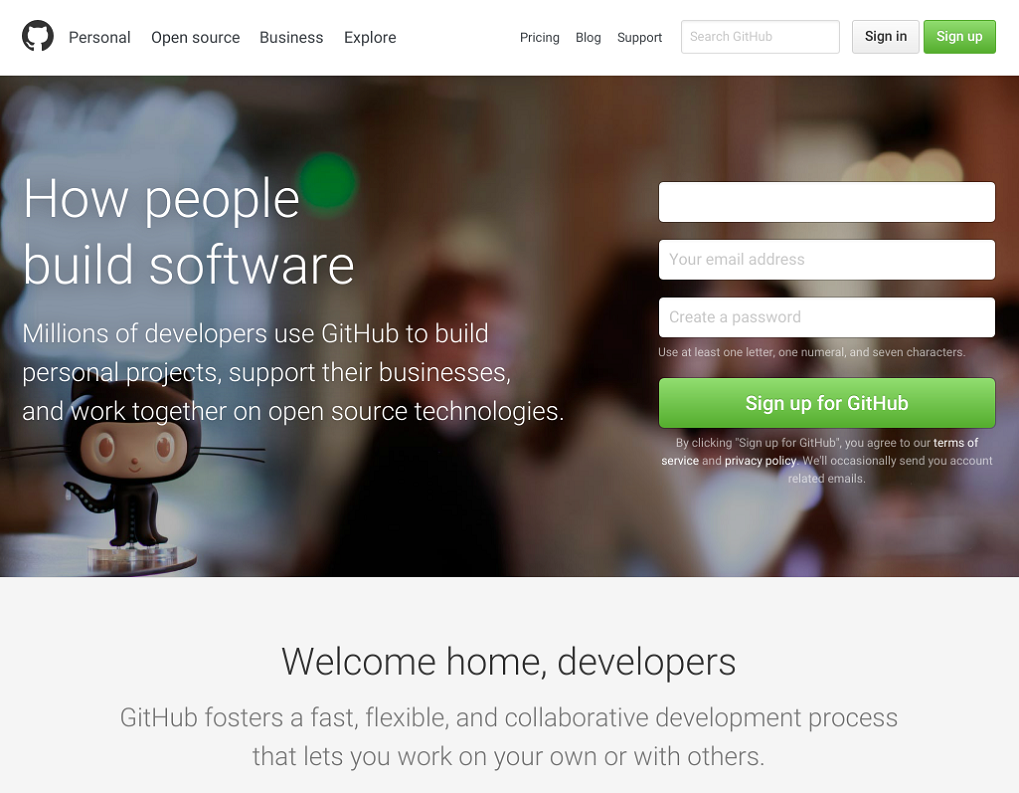 Personal Open source Business Explore Pricing Blog Support Search GitHub Sign in Sign up
How people
build software
Millions of developers use GitHub to build
personal projects, support their businesses,
and work together on open source technologies.
Your email address
Create a password
Use at least one letter, one numeral, and seven characters.
Sign up for GitHub
By clicking "Sign up for GitHub", you agree to our terms of
service and privacy policy. We'll occasionally send you account
related emails.
Welcome home, developers
GitHub fosters a fast, flexible, and collaborative development process
that lets you work on your own or with others.